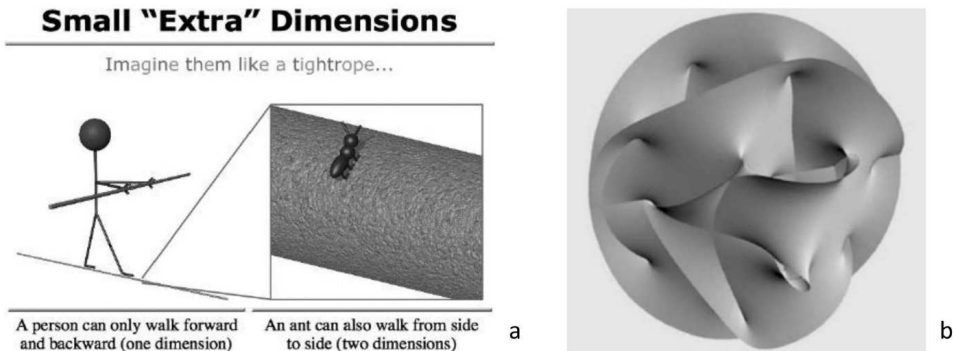 Small “Extra” Dimensions
Imagine them like a tightrope...
A person can only walk forward
and backward (one dimension)
An ant can also walk from side
to side (two dimensions)
a
b